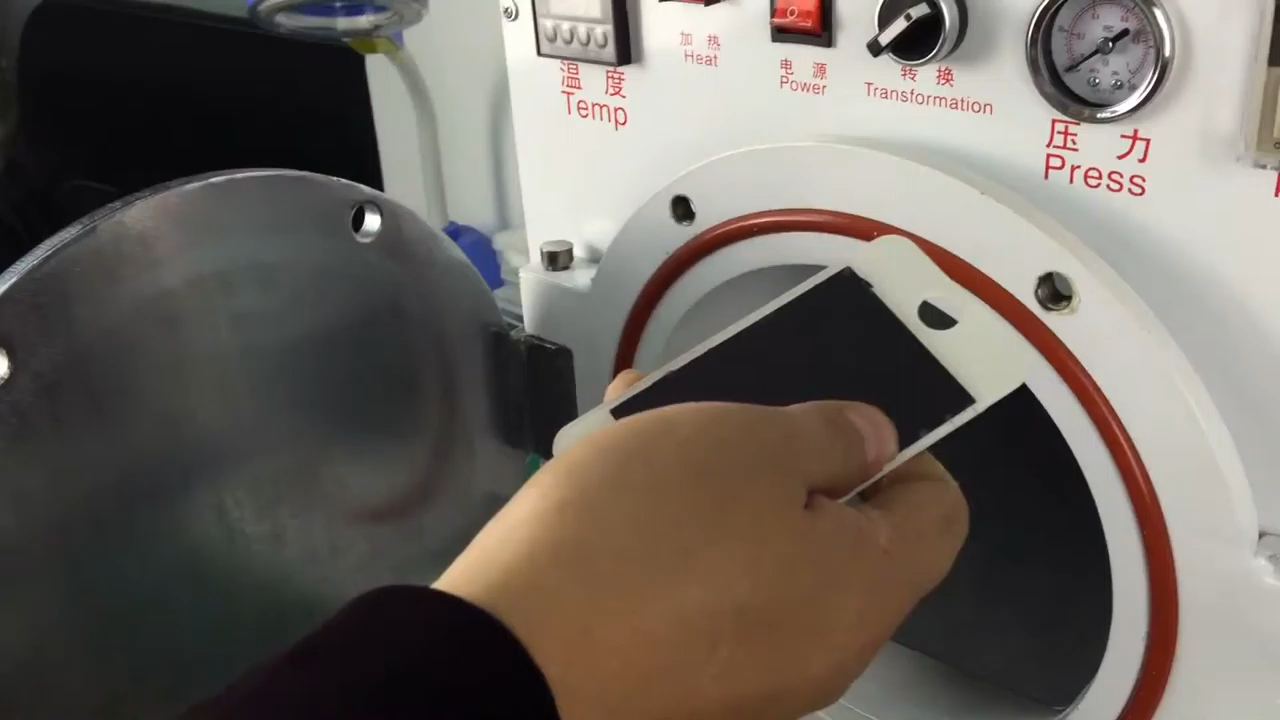 温度
Temp
加热
Heat
电源
Power
转换
Transformation
压力
Press